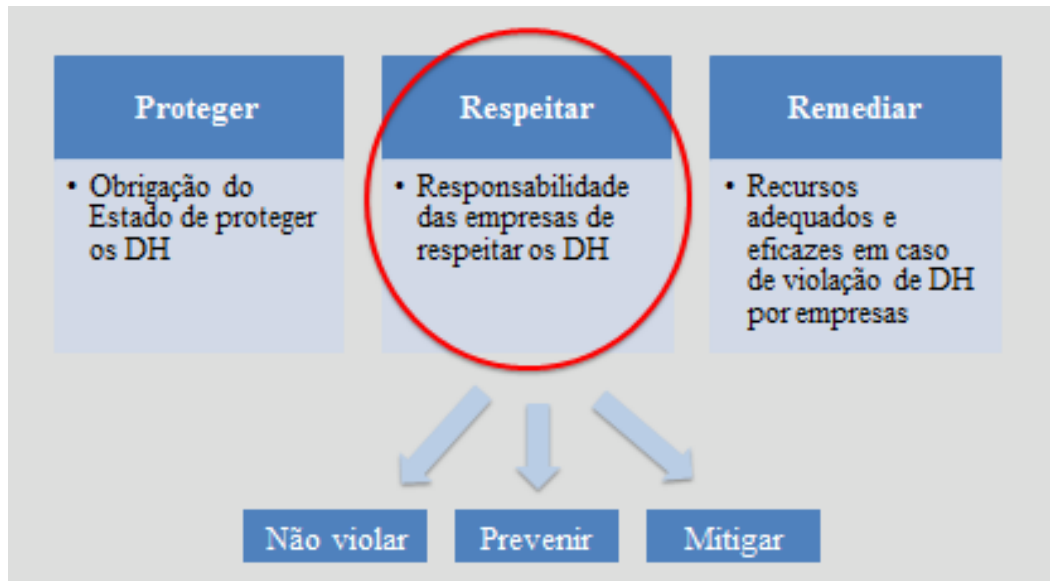 Proteger
• Obrigação do
Estado de proteger
os DH
Respeitar
• Responsabilidade
das empresas de
respeitar os DH
Remediar
• Recursos
adequados e
eficazes em caso
de violação de DH
por empresas
Não violar
Prevenir
Mitigar